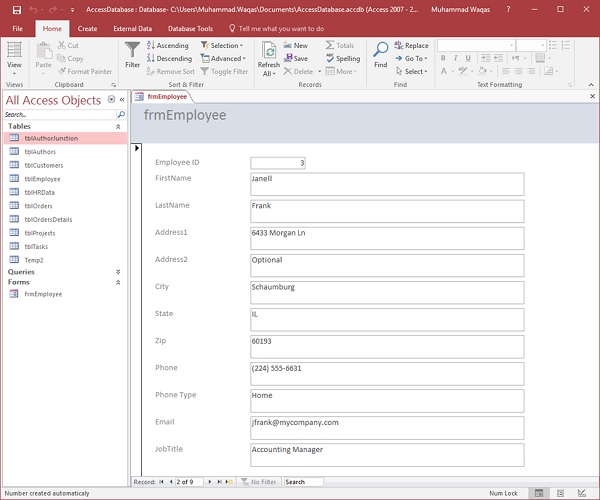 AccessDatabase : Database- C:\Users\Muhammad.Waqas\Documents\AccessDatabase.accdb (Access 2007 - 2... Muhammad Waqas
File Home Create External Data Database Tools Tell me what you want to do
View
Views
Paste
Cut
Copy
Format Painter
Clipboard
Filter
Ascending
Descending
Remove Sort
Selection
Advanced
Toggle Filter
Sort & Filter
Refresh
All
New
Save
Delete
Totals
Spelling
More
Records
Find
Replace
Go To
Select
Find
B I U A
Text Formatting
All Access Objects
Search...
Tables
tblAuthorJunction
tblAuthors
tblCustomers
tblEmployee
tblHRData
tblOrders
tblOrdersDetails
tblProjects
tblTasks
Temp2
Queries
Forms
frmEmployee
frmEmployee
frmEmployee
Employee ID 3
FirstName Janell
LastName Frank
Address1 6433 Morgan Ln
Address2 Optional
City Schaumburg
State IL
Zip 60193
Phone (224) 555-6631
Phone Type Home
Email jfrank@mycompany.com
JobTitle Accounting Manager
Record: 2 of 9 No Filter Search
Number created automaticaly Num Lock